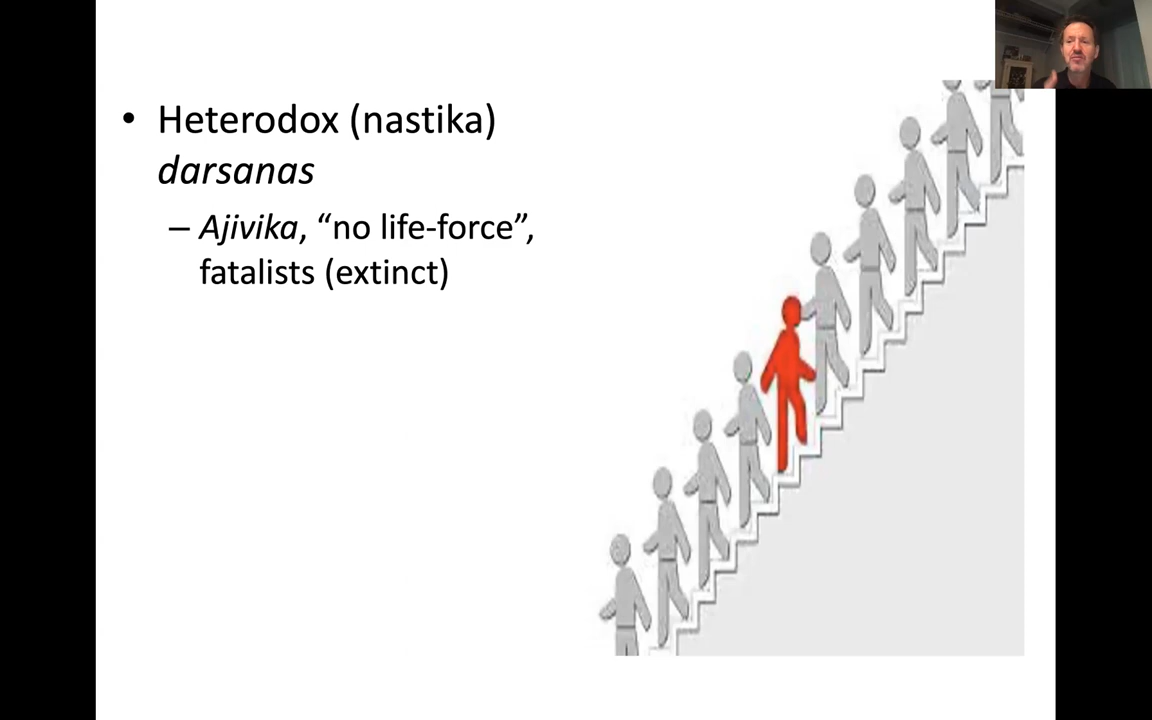 • Heterodox (nastika)
darsanas
– Ajivika, “no life-force”,
fatalists (extinct)